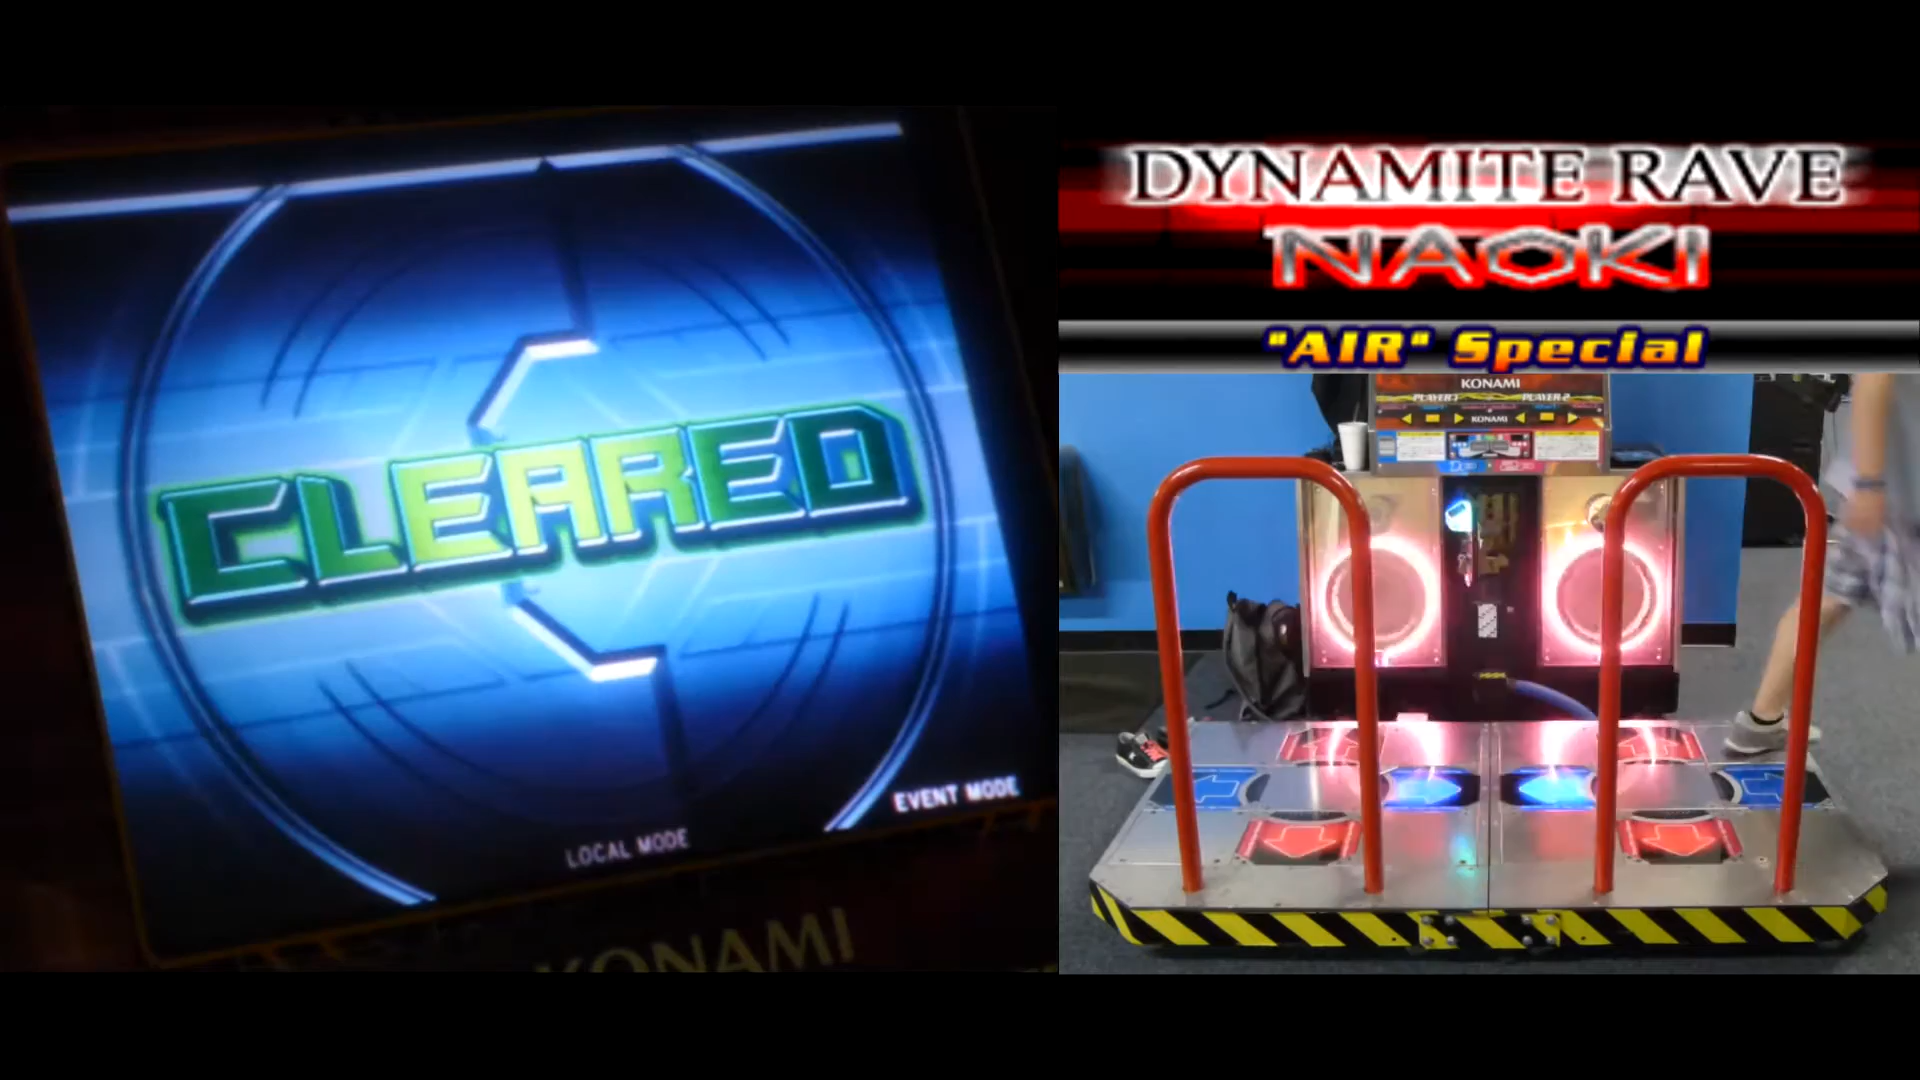 CLEARED
EVENT MODE
LOCAL MODE
KONAMI
DYNAMITE RAVE
NAOKI
"AIR" Special
KONAMI
PLAYER 1 PLAYER 2
KONAMI